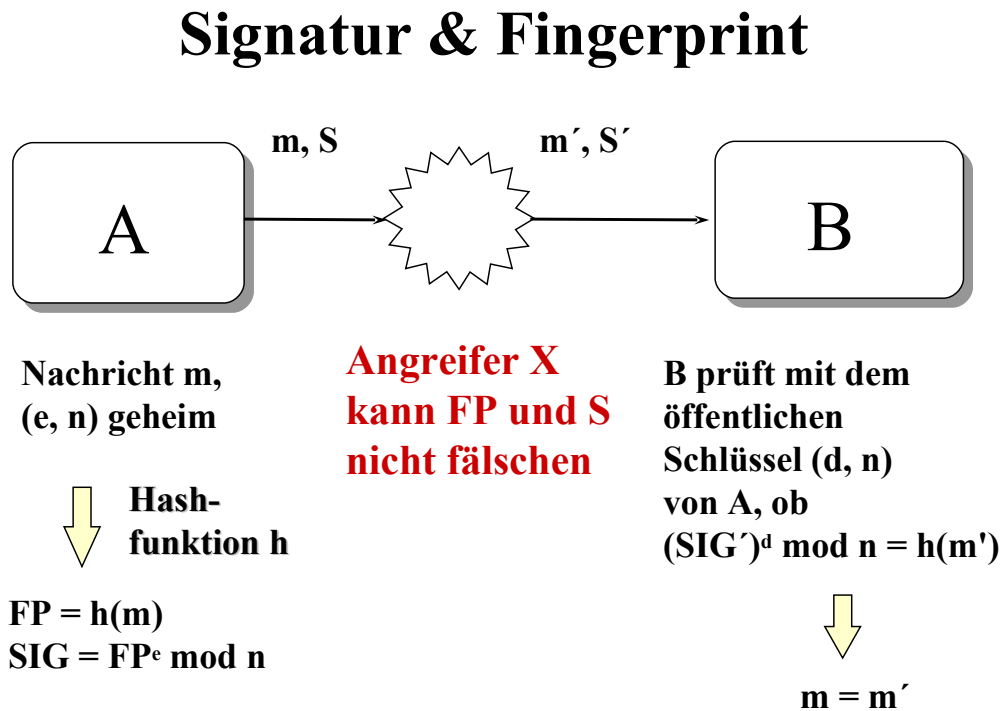 Signatur & Fingerprint
m, S
m´, S´
A
B
Nachricht m,
(e, n) geheim
Hash-
funktion h
FP = h(m)
SIG = FPᵉ mod n
Angreifer X
kann FP und S
nicht fälschen
B prüft mit dem
öffentlichen
Schlüssel (d, n)
von A, ob
(SIG´)ᵈ mod n = h(m')
m = m´